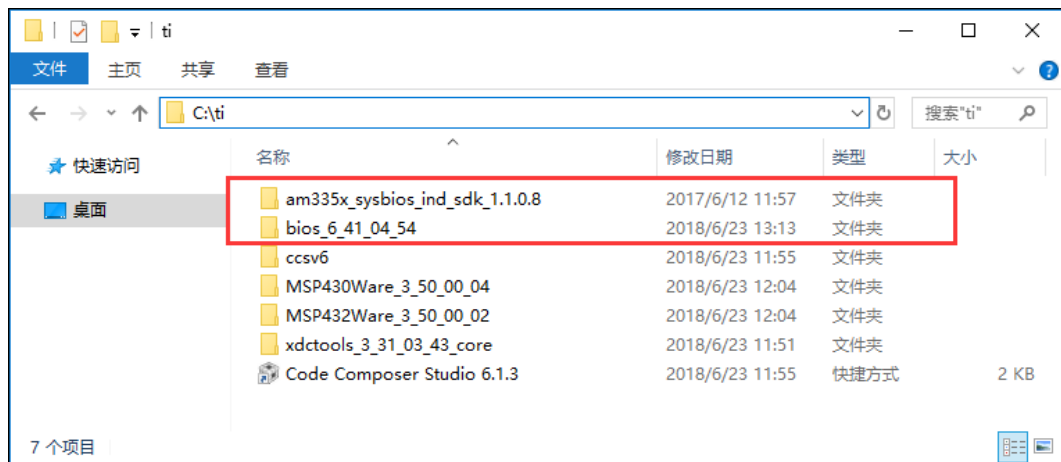 ti
文件 主页 共享 查看
C:\ti 搜索"ti"
快速访问
桌面
名称 修改日期 类型 大小
am335x_sysbios_ind_sdk_1.1.0.8 2017/6/12 11:57 文件夹
bios_6_41_04_54 2018/6/23 13:13 文件夹
ccsv6 2018/6/23 11:55 文件夹
MSP430Ware_3_50_00_04 2018/6/23 12:04 文件夹
MSP432Ware_3_50_00_02 2018/6/23 12:04 文件夹
xdctools_3_31_03_43_core 2018/6/23 11:51 文件夹
Code Composer Studio 6.1.3 2018/6/23 11:55 快捷方式 2 KB
7 个项目